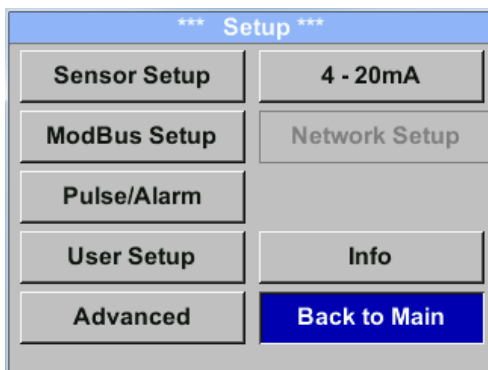 *** Setup ***
Sensor Setup
4 - 20mA
ModBus Setup
Network Setup
Pulse/Alarm
User Setup
Info
Advanced
Back to Main